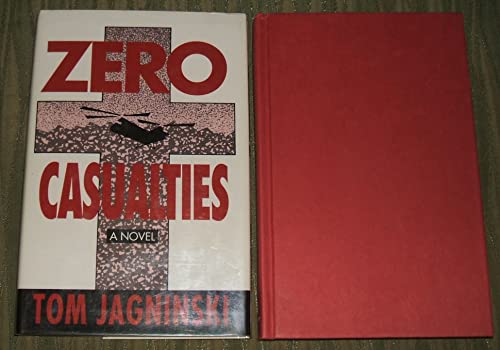 ZERO
CASUALTIES
A NOVEL
TOM JAGNINSKI